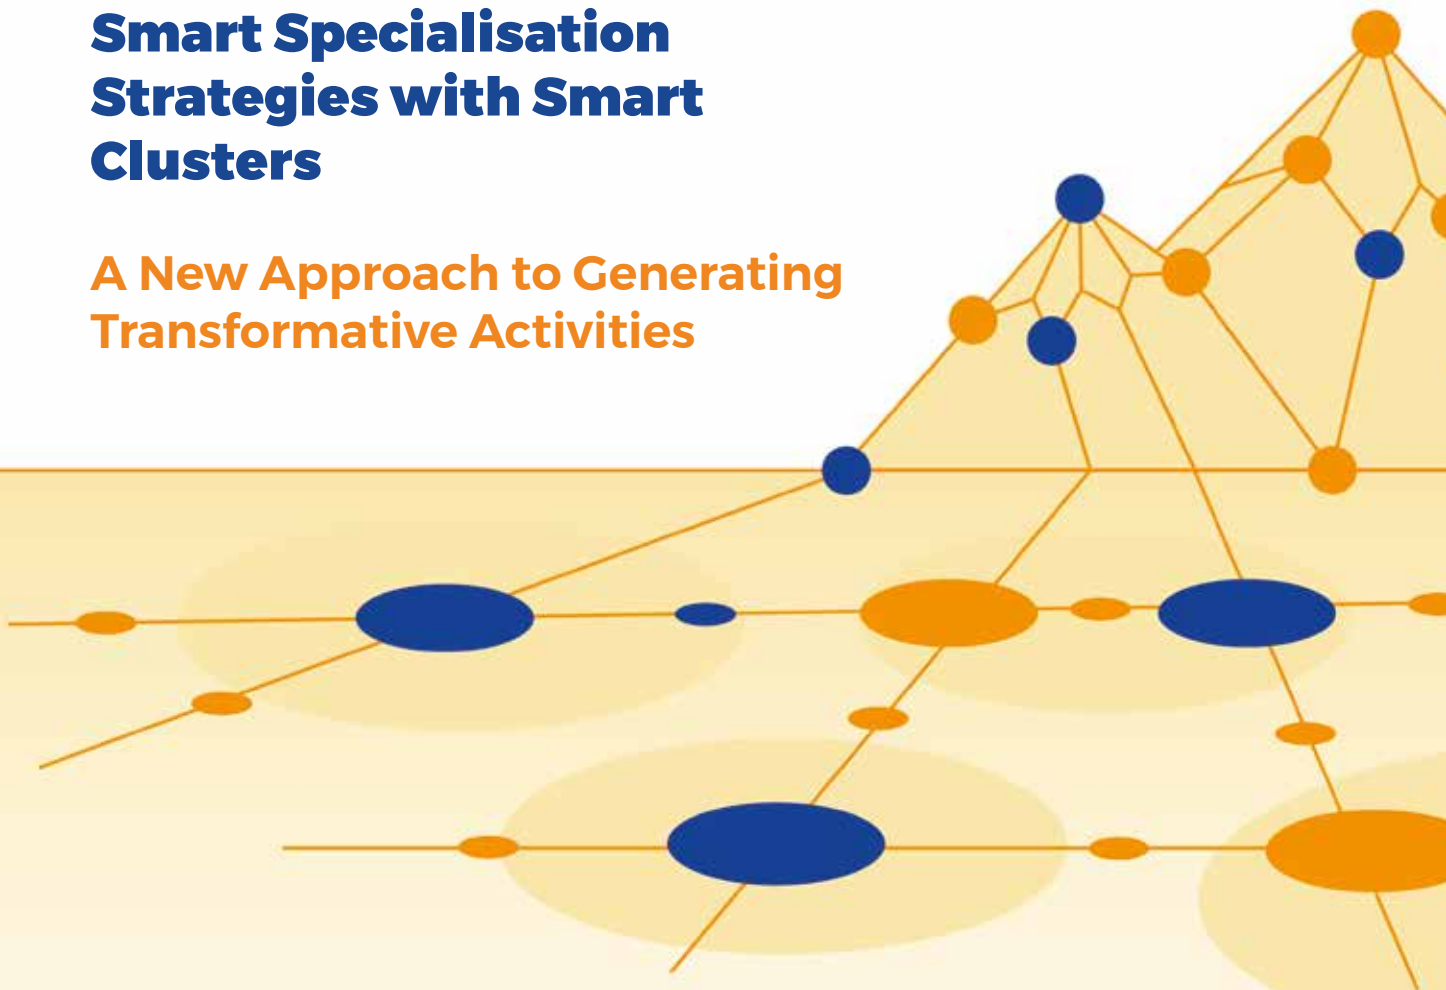 Smart Specialisation
Strategies with Smart
Clusters
A New Approach to Generating
Transformative Activities